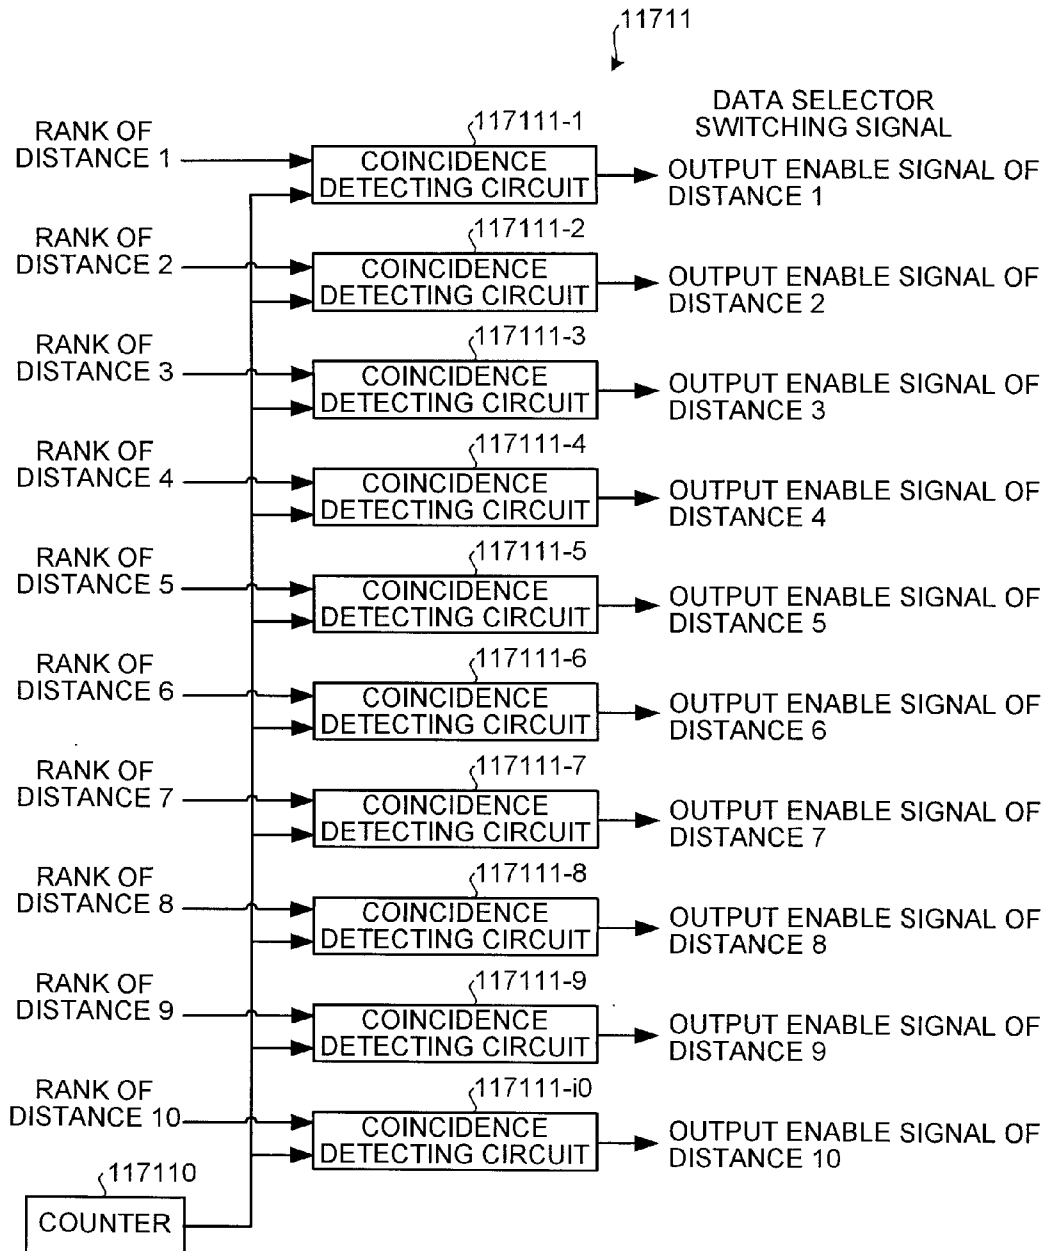 11711
DATA SELECTOR
SWITCHING SIGNAL
RANK OF
DISTANCE 1
117111-1
COINCIDENCE
DETECTING CIRCUIT
OUTPUT ENABLE SIGNAL OF
DISTANCE 1
RANK OF
DISTANCE 2
117111-2
COINCIDENCE
DETECTING CIRCUIT
OUTPUT ENABLE SIGNAL OF
DISTANCE 2
RANK OF
DISTANCE 3
117111-3
COINCIDENCE
DETECTING CIRCUIT
OUTPUT ENABLE SIGNAL OF
DISTANCE 3
RANK OF
DISTANCE 4
117111-4
COINCIDENCE
DETECTING CIRCUIT
OUTPUT ENABLE SIGNAL OF
DISTANCE 4
RANK OF
DISTANCE 5
117111-5
COINCIDENCE
DETECTING CIRCUIT
OUTPUT ENABLE SIGNAL OF
DISTANCE 5
RANK OF
DISTANCE 6
117111-6
COINCIDENCE
DETECTING CIRCUIT
OUTPUT ENABLE SIGNAL OF
DISTANCE 6
RANK OF
DISTANCE 7
117111-7
COINCIDENCE
DETECTING CIRCUIT
OUTPUT ENABLE SIGNAL OF
DISTANCE 7
RANK OF
DISTANCE 8
117111-8
COINCIDENCE
DETECTING CIRCUIT
OUTPUT ENABLE SIGNAL OF
DISTANCE 8
RANK OF
DISTANCE 9
117111-9
COINCIDENCE
DETECTING CIRCUIT
OUTPUT ENABLE SIGNAL OF
DISTANCE 9
RANK OF
DISTANCE 10
117111-i0
COINCIDENCE
DETECTING CIRCUIT
OUTPUT ENABLE SIGNAL OF
DISTANCE 10
117110
COUNTER